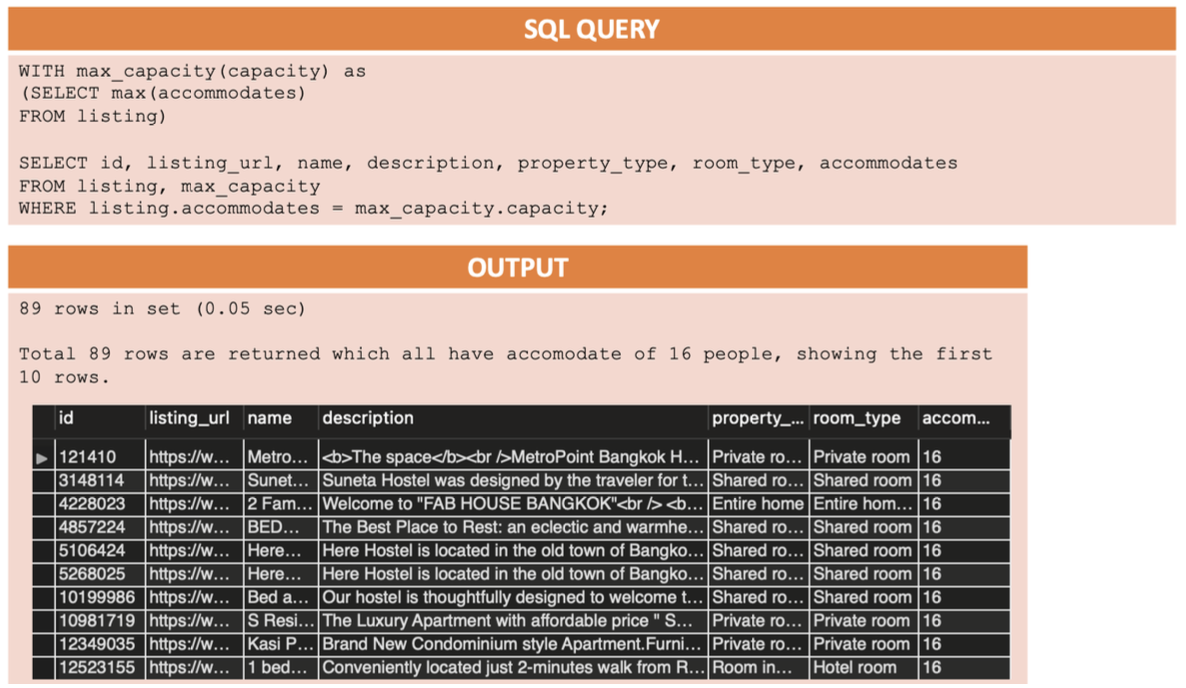 SQL QUERY
WITH max_capacity(capacity) as
(SELECT max(accommodates)
FROM listing)
SELECT id, listing_url, name, description, property_type, room_type, accommodates
FROM listing, max_capacity
WHERE listing.accommodates = max_capacity.capacity;
OUTPUT
89 rows in set (0.05 sec)
Total 89 rows are returned which all have accomodate of 16 people, showing the first
10 rows.
id listing_url name description property_... room_type accom...
121410 https://w... Metro... <b>The space</b><br />MetroPoint Bangkok H... Private ro... Private room 16
3148114 https://w... Sunet... Suneta Hostel was designed by the traveler for t... Shared ro... Shared room 16
4228023 https://w... 2 Fam... Welcome to "FAB HOUSE BANGKOK"<br /> <b... Entire home Entire hom... 16
4857224 https://w... BED... The Best Place to Rest: an eclectic and warmhe... Shared ro... Shared room 16
5106424 https://w... Here... Here Hostel is located in the old town of Bangko... Shared ro... Shared room 16
5268025 https://w... Here... Here Hostel is located in the old town of Bangko... Shared ro... Shared room 16
10199986 https://w... Bed a... Our hostel is thoughtfully designed to welcome t... Shared ro... Shared room 16
10981719 https://w... S Resi... The Luxury Apartment with affordable price " S... Private ro... Private room 16
12349035 https://w... Kasi P... Brand New Condominium style Apartment.Furni... Private ro... Private room 16
12523155 https://w... 1 bed... Conveniently located just 2-minutes walk from R... Room in... Hotel room 16